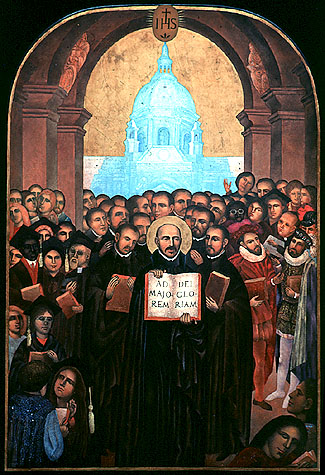 IHS
AD DEI
MAJO GLO
REM RIAM